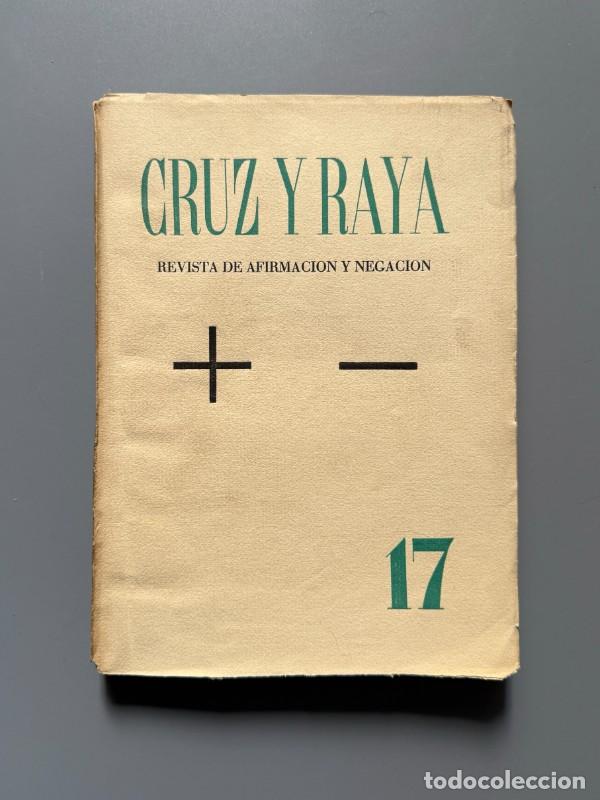 CRUZ Y RAYA
REVISTA DE AFIRMACION Y NEGACION
+ −
17
todocoleccion